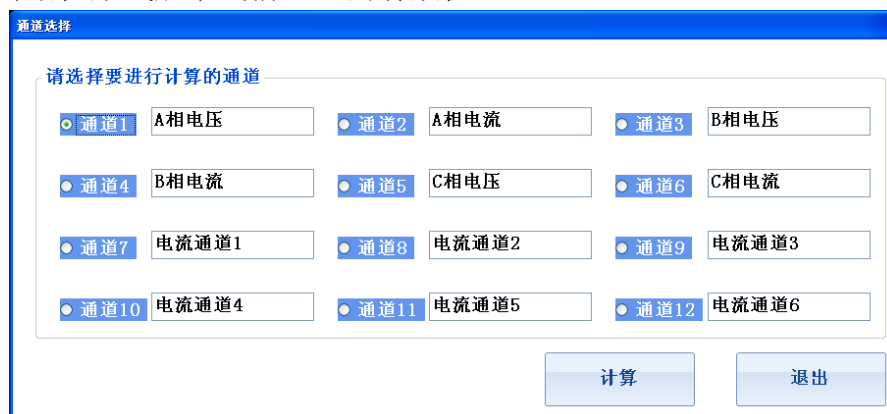 通道选择
请选择要进行计算的通道
通道1 A相电压 通道2 A相电流 通道3 B相电压
通道4 B相电流 通道5 C相电压 通道6 C相电流
通道7 电流通道1 通道8 电流通道2 通道9 电流通道3
通道10 电流通道4 通道11 电流通道5 通道12 电流通道6
计算 退出